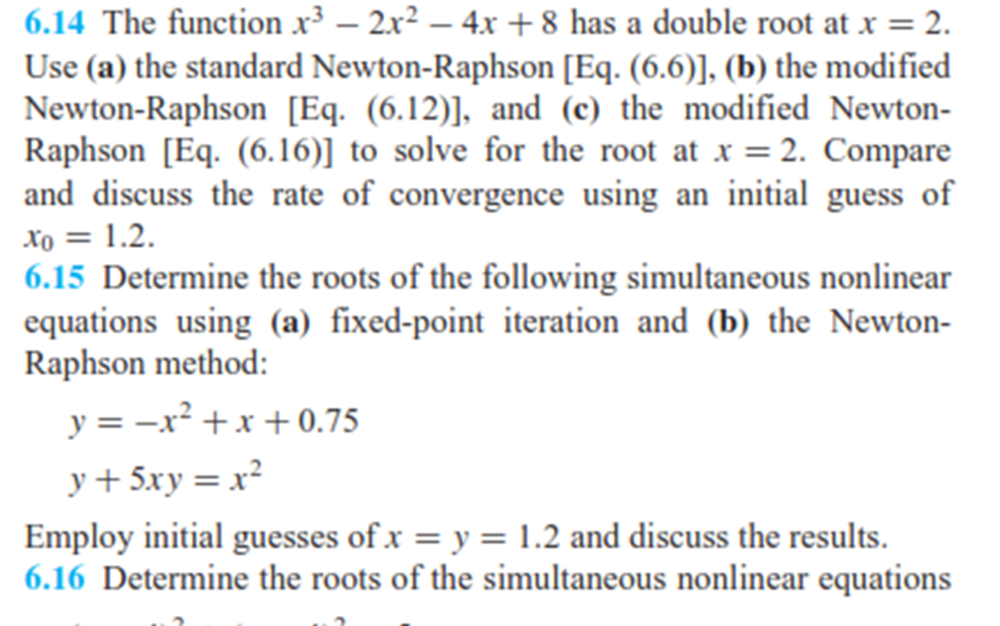 6.14 The function x³ − 2x² − 4x + 8 has a double root at x = 2.
Use (a) the standard Newton-Raphson [Eq. (6.6)], (b) the modified
Newton-Raphson [Eq. (6.12)], and (c) the modified Newton-
Raphson [Eq. (6.16)] to solve for the root at x = 2. Compare
and discuss the rate of convergence using an initial guess of
x₀ = 1.2.
6.15 Determine the roots of the following simultaneous nonlinear
equations using (a) fixed-point iteration and (b) the Newton-
Raphson method:
y = −x² + x + 0.75
y + 5xy = x²
Employ initial guesses of x = y = 1.2 and discuss the results.
6.16 Determine the roots of the simultaneous nonlinear equations